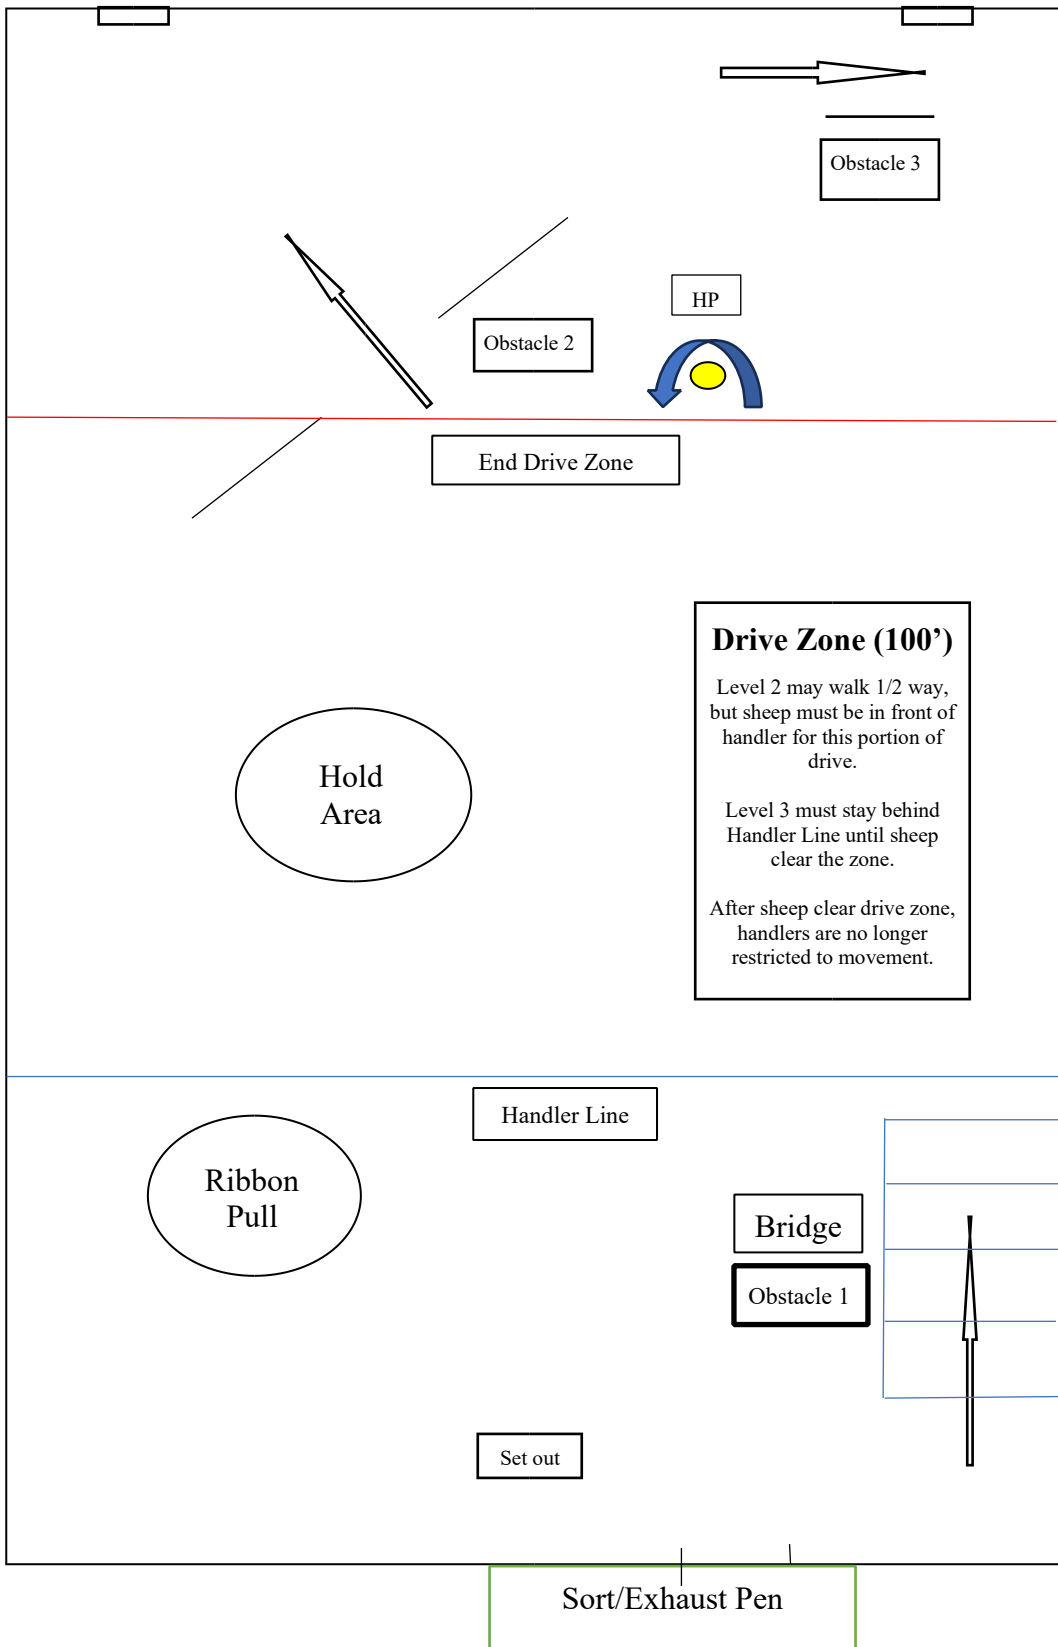 Obstacle 3
HP
Obstacle 2
End Drive Zone
Drive Zone (100’)
Level 2 may walk 1/2 way,
but sheep must be in front of
handler for this portion of
drive.
Level 3 must stay behind
Handler Line until sheep
clear the zone.
After sheep clear drive zone,
handlers are no longer
restricted to movement.
Hold
Area
Handler Line
Ribbon
Pull
Bridge
Obstacle 1
Set out
Sort/Exhaust Pen